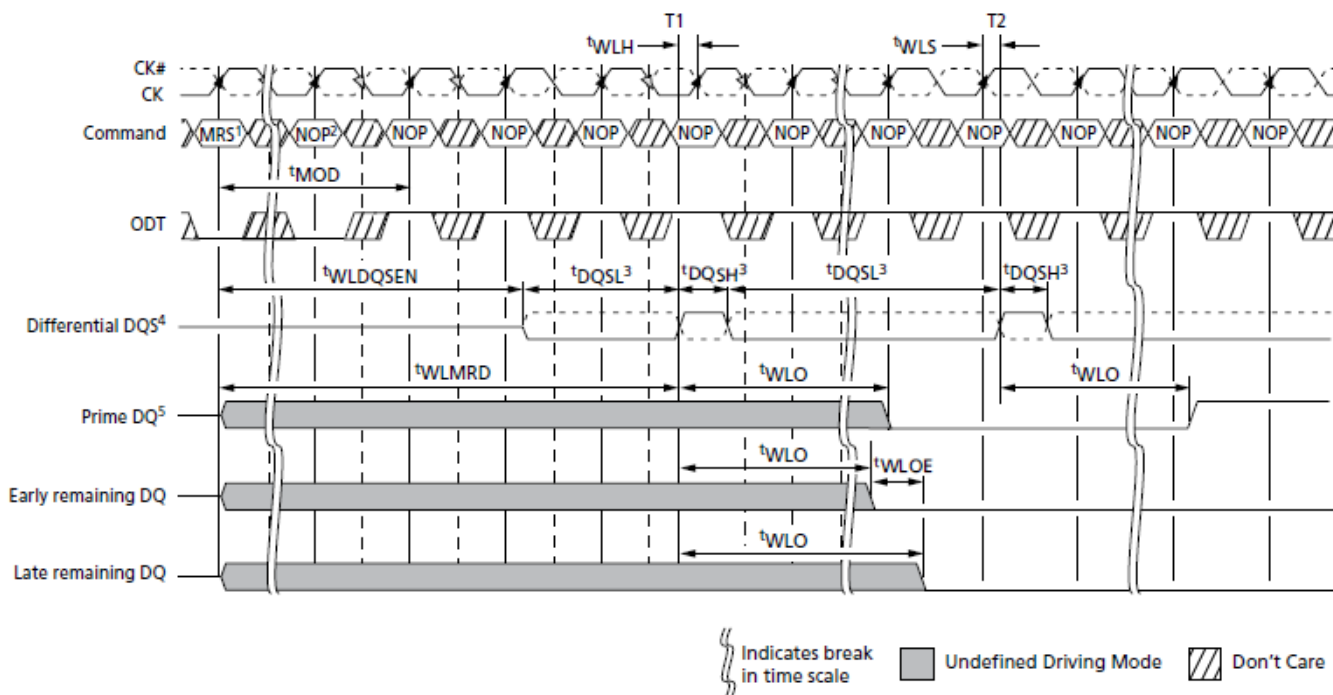 T1 T2
tWLH tWLS
CK#
CK
Command MRS1 NOP2 NOP NOP NOP NOP NOP NOP NOP NOP NOP NOP
tMOD
ODT
tWLDQSEN tDQSL3 tDQSH3 tDQSL3 tDQSH3
Differential DQS4
tWLMRD tWLO tWLO
Prime DQ5
tWLO tWLOE
Early remaining DQ
tWLO
Late remaining DQ
Indicates break
in time scale
Undefined Driving Mode
Don't Care